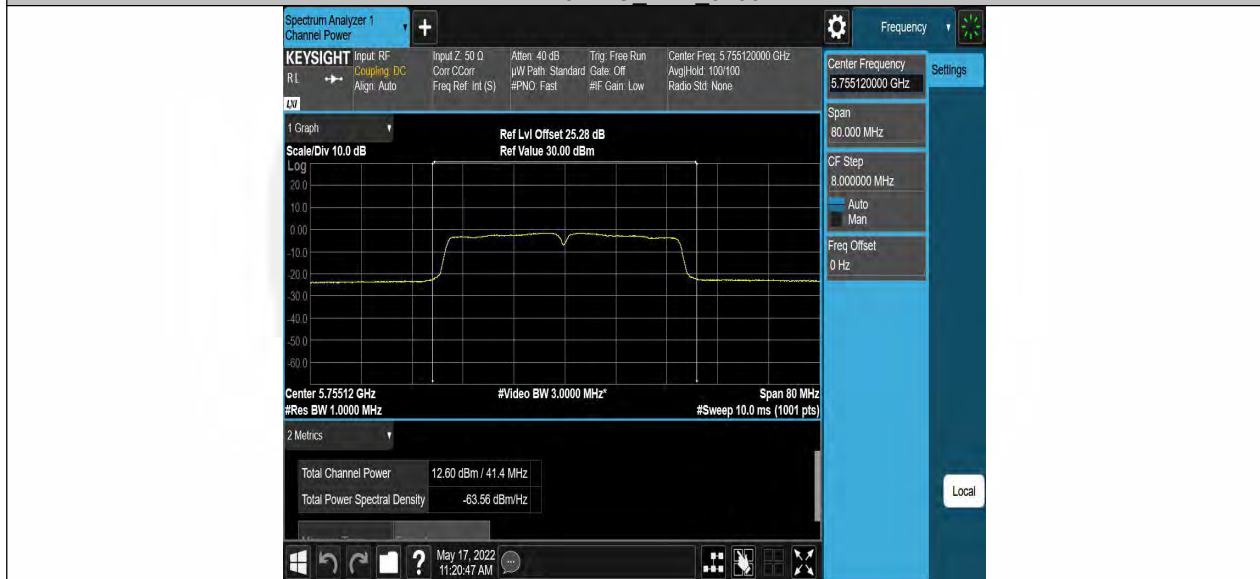 Spectrum Analyzer 1
Channel Power
+
Frequency
KEYSIGHT
RL
LXI
Input: RF
Coupling: DC
Align: Auto
Input Z: 50 Ω
Corr CCorr
Freq Ref: Int (S)
Atten: 40 dB
µW Path: Standard
#PNO: Fast
Trig: Free Run
Gate: Off
#IF Gain: Low
Center Freq: 5.755120000 GHz
Avg|Hold: 100/100
Radio Std: None
Center Frequency
5.755120000 GHz
Settings
Span
80.000 MHz
CF Step
8.000000 MHz
Auto
Man
Freq Offset
0 Hz
1 Graph
Scale/Div 10.0 dB
Ref Lvl Offset 25.28 dB
Ref Value 30.00 dBm
Log
20.0
10.0
0.00
-10.0
-20.0
-30.0
-40.0
-50.0
-60.0
Center 5.75512 GHz
#Video BW 3.0000 MHz*
Span 80 MHz
#Res BW 1.0000 MHz
#Sweep 10.0 ms (1001 pts)
2 Metrics
Total Channel Power 12.60 dBm / 41.4 MHz
Total Power Spectral Density -63.56 dBm/Hz
Local
?
May 17, 2022
11:20:47 AM